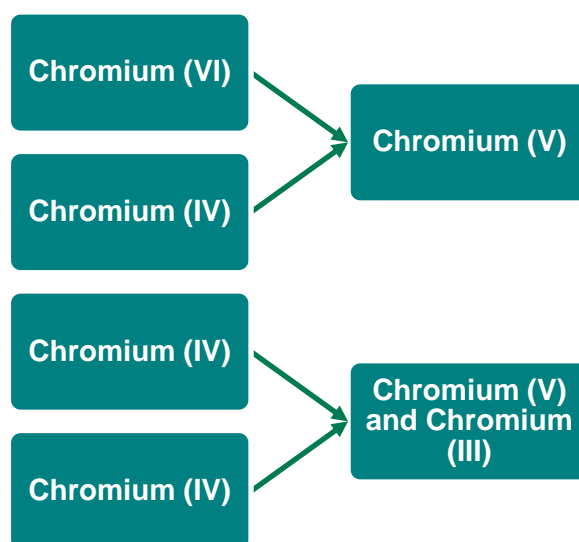 Chromium (VI)
Chromium (IV)
Chromium (V)
Chromium (IV)
Chromium (IV)
Chromium (V)
and Chromium
(III)